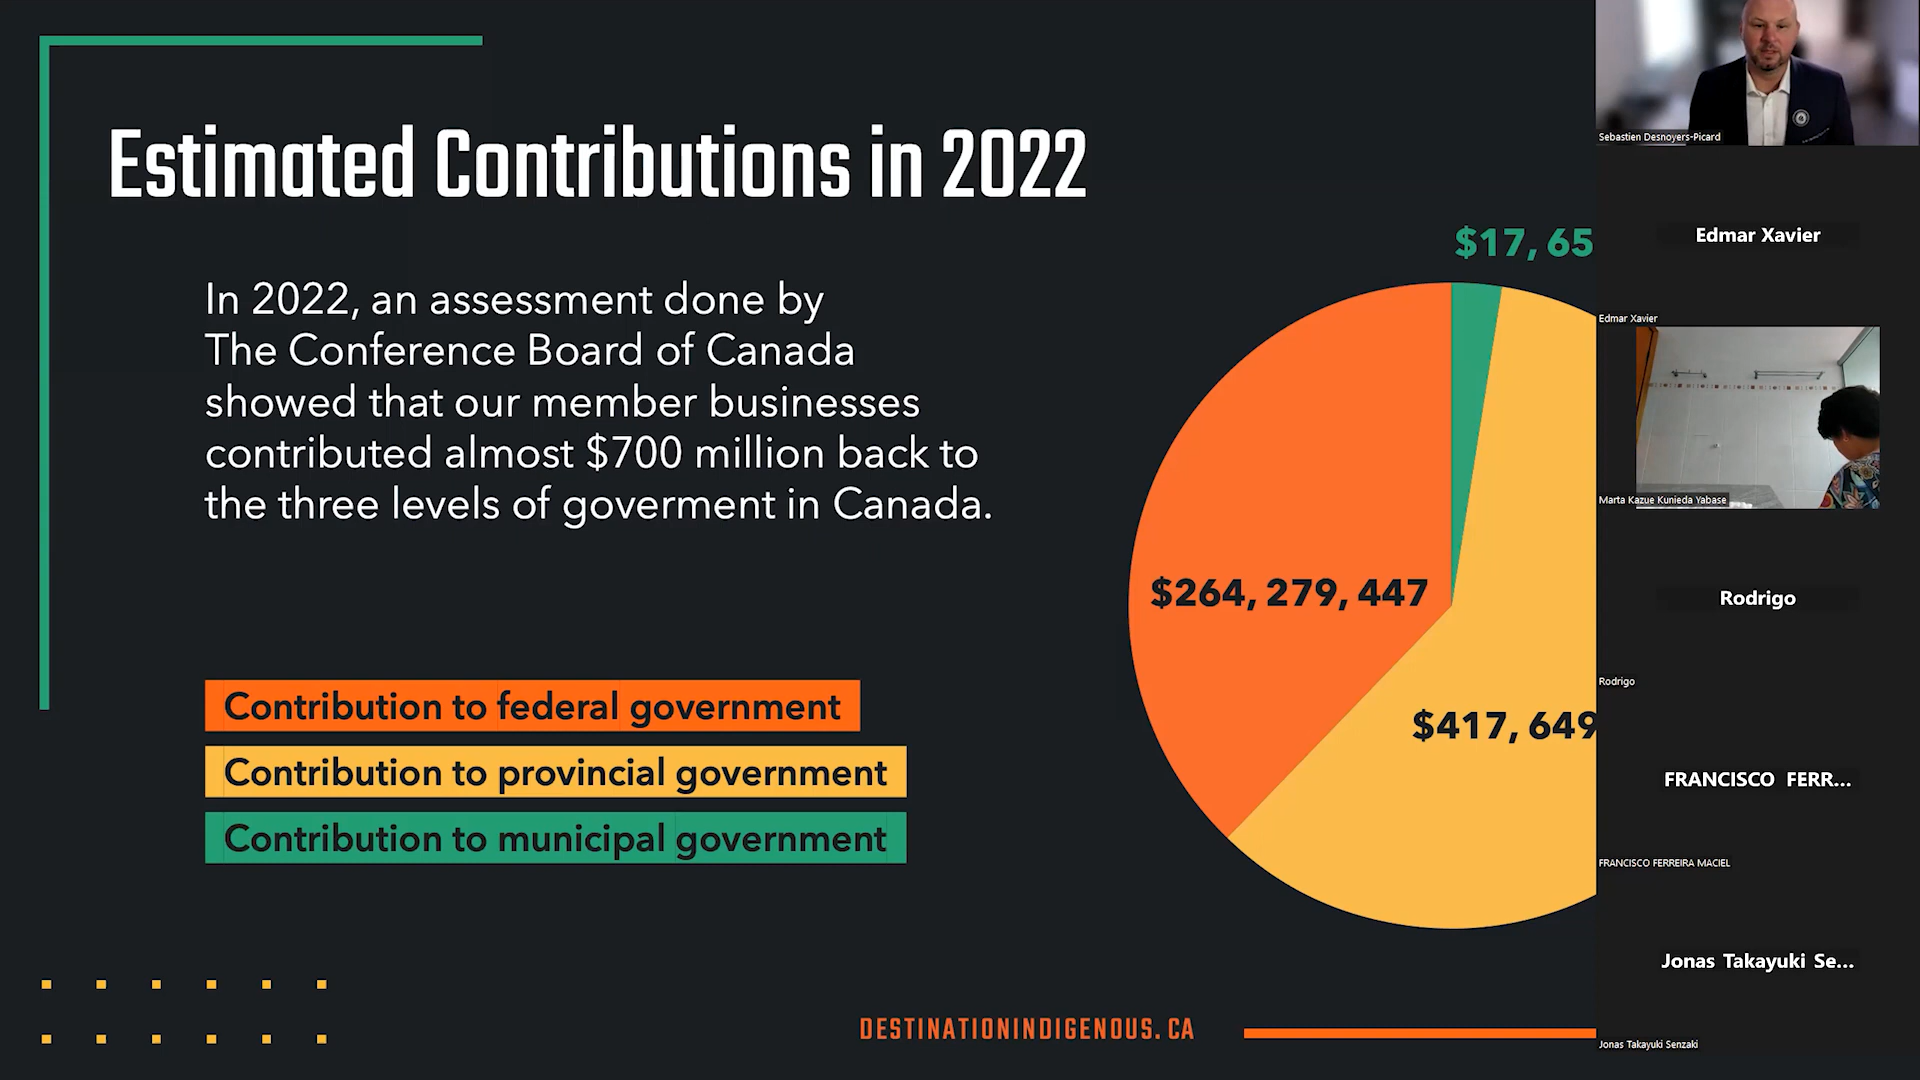 Estimated Contributions in 2022
In 2022, an assessment done by
The Conference Board of Canada
showed that our member businesses
contributed almost $700 million back to
the three levels of goverment in Canada.
Contribution to federal government
Contribution to provincial government
Contribution to municipal government
$17, 65
$264, 279, 447
$417, 649
DESTINATIONINDIGENOUS.CA
Sebastien Desnoyers-Picard
Edmar Xavier
Edmar Xavier
Marta Kazue Kunieda Yabase
Rodrigo
Rodrigo
FRANCISCO FERR...
FRANCISCO FERREIRA MACIEL
Jonas Takayuki Se...
Jonas Takayuki Senzaki